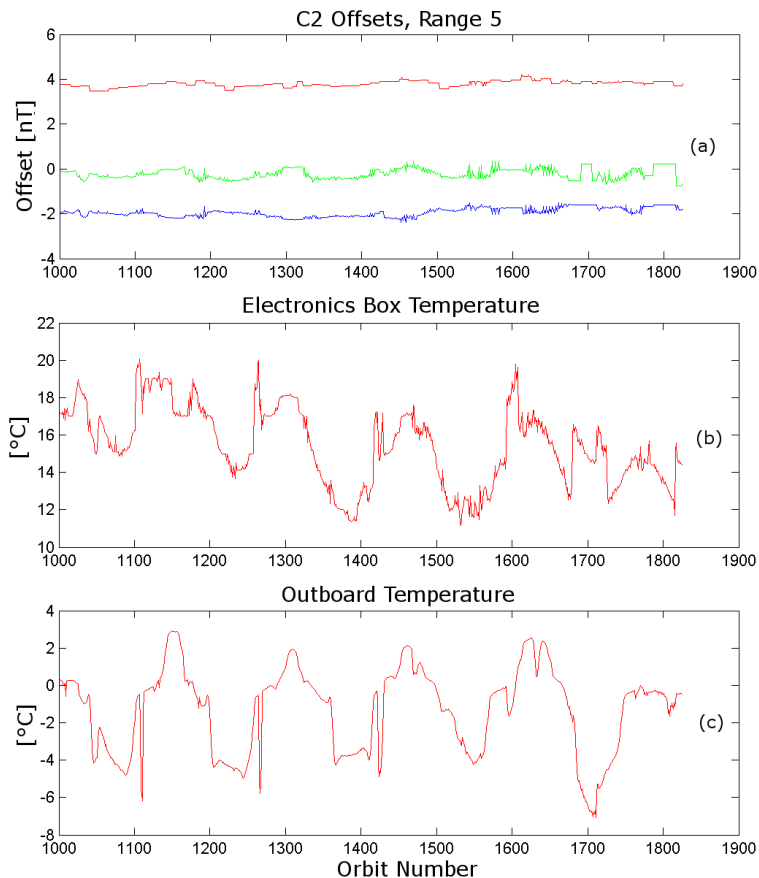 C2 Offsets, Range 5
6
4
2
0
-2
-4
Offset [nT]
(a)
1000 1100 1200 1300 1400 1500 1600 1700 1800 1900
Electronics Box Temperature
22
20
18
16
14
12
10
[°C]
(b)
1000 1100 1200 1300 1400 1500 1600 1700 1800 1900
Outboard Temperature
4
2
0
-2
-4
-6
-8
[°C]
(c)
1000 1100 1200 1300 1400 1500 1600 1700 1800 1900
Orbit Number